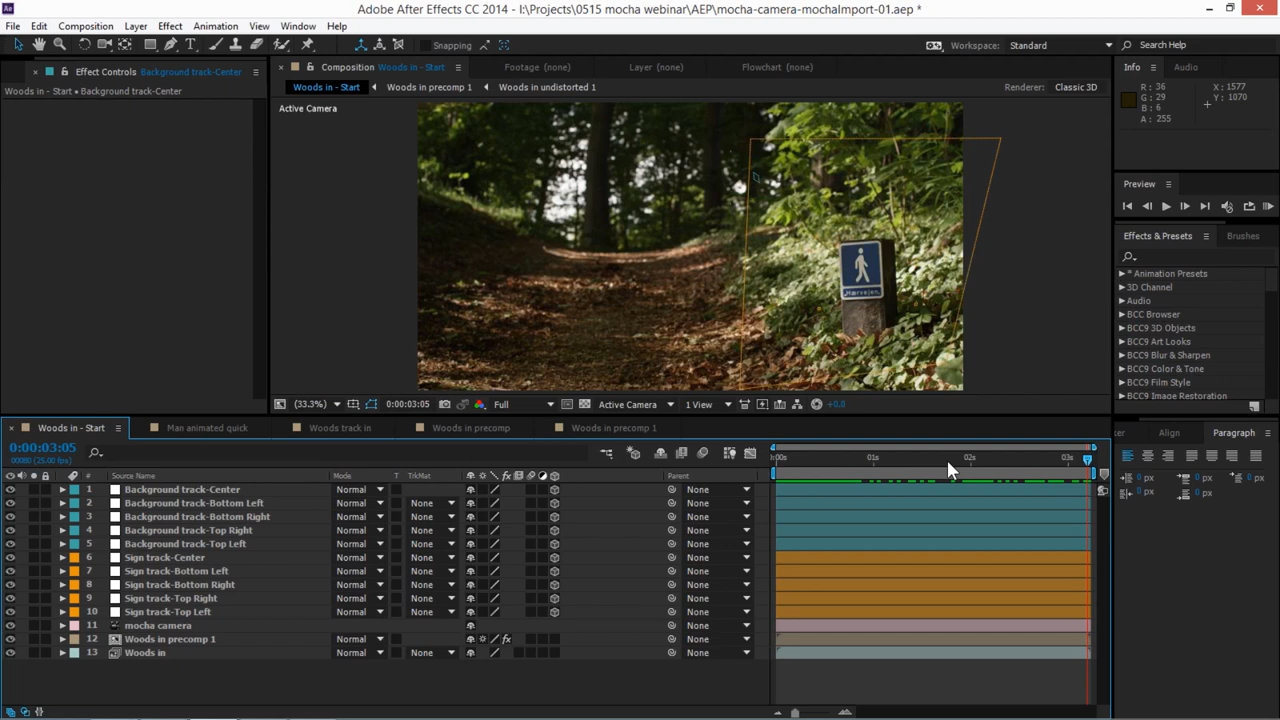 Adobe After Effects CC 2014 - I:\Projects\0515 mocha webinar\AEP\mocha-camera-mochaImport-01.aep *
File Edit Composition Layer Effect Animation View Window Help
Snapping Workspace: Standard Search Help
Effect Controls Background track-Center
Composition Woods in - Start Footage (none) Layer (none) Flowchart (none)
Info Audio
Woods in - Start • Background track-Center
Woods in - Start Woods in precomp 1 Woods in undistorted 1 Renderer: Classic 3D
R: 36 X: 1577
G: 29 Y: 1070
B: 6
A: 255
Active Camera
Hærvejen
Preview
Effects & Presets Brushes
* Animation Presets
3D Channel
Audio
BCC Browser
BCC9 3D Objects
BCC9 Art Looks
BCC9 Blur & Sharpen
BCC9 Color & Tone
BCC9 Film Style
BCC9 Image Restoration
(33.3%) 0:00:03:05 Full Active Camera 1 View +0.0
Woods in - Start Man animated quick Woods track in Woods in precomp Woods in precomp 1
Align Paragraph
0:00:03:05
00080 (25.00 fps)
:00s 01s 02s 03s
# Source Name Mode T TrkMat Parent
1 Background track-Center Normal None
2 Background track-Bottom Left Normal None None
3 Background track-Bottom Right Normal None None
4 Background track-Top Right Normal None None
5 Background track-Top Left Normal None None
6 Sign track-Center Normal None None
7 Sign track-Bottom Left Normal None None
8 Sign track-Bottom Right Normal None None
9 Sign track-Top Right Normal None None
10 Sign track-Top Left Normal None None
11 mocha camera None
12 Woods in precomp 1 Normal None
13 Woods in Normal None None
0 px 0 px 0 px
0 px 0 px